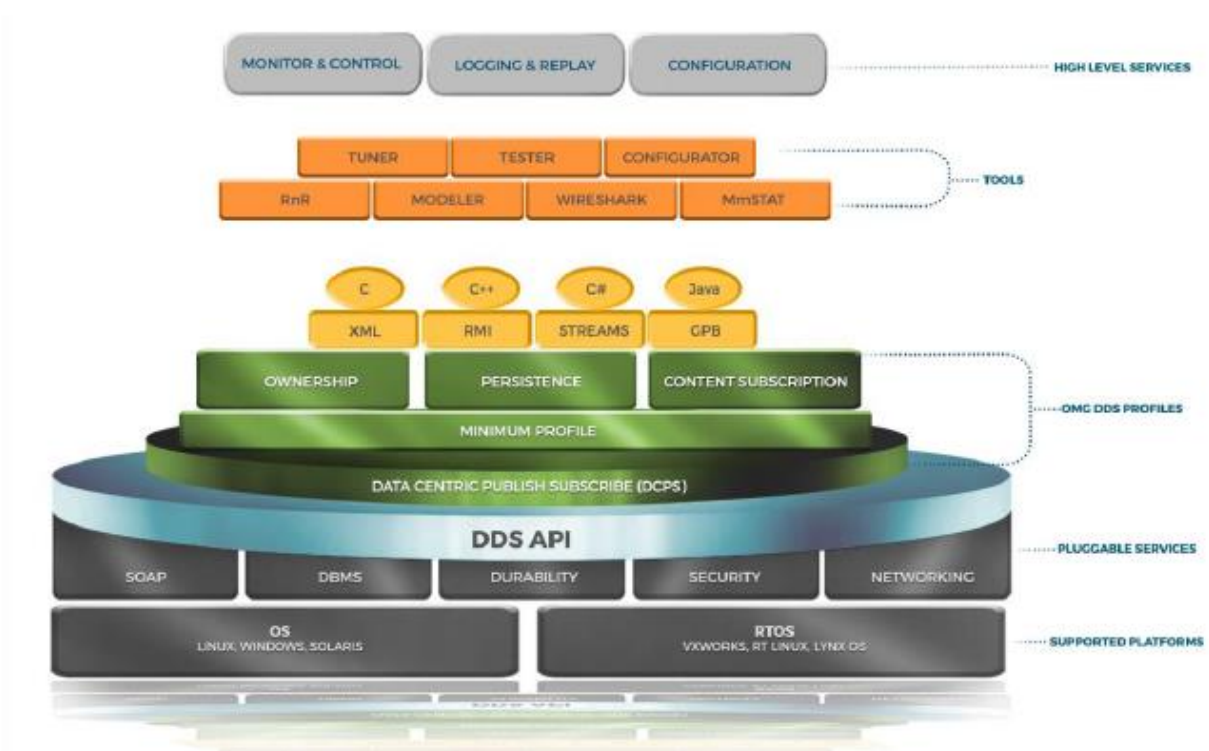 MONITOR & CONTROL
LOGGING & REPLAY
CONFIGURATION
HIGH LEVEL SERVICES
TUNER
TESTER
CONFIGURATOR
TOOLS
RnR
MODELER
WIRESHARK
MmSTAT
C
C++
C#
Java
XML
RMI
STREAMS
GPB
OWNERSHIP
PERSISTENCE
CONTENT SUBSCRIPTION
OMG DDS PROFILES
MINIMUM PROFILE
DATA CENTRIC PUBLISH SUBSCRIBE (DCPS)
DDS API
PLUGGABLE SERVICES
SOAP
DBMS
DURABILITY
SECURITY
NETWORKING
OS
LINUX, WINDOWS, SOLARIS
RTOS
VXWORKS, RT LINUX, LYNX OS
SUPPORTED PLATFORMS